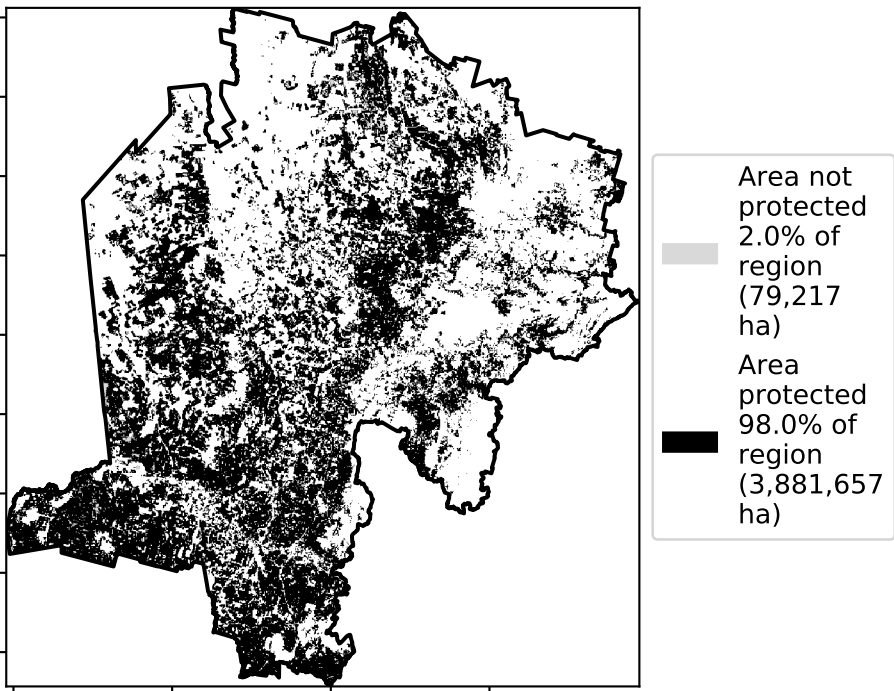 Area not
protected
2.0% of
region
(79,217
ha)
Area
protected
98.0% of
region
(3,881,657
ha)